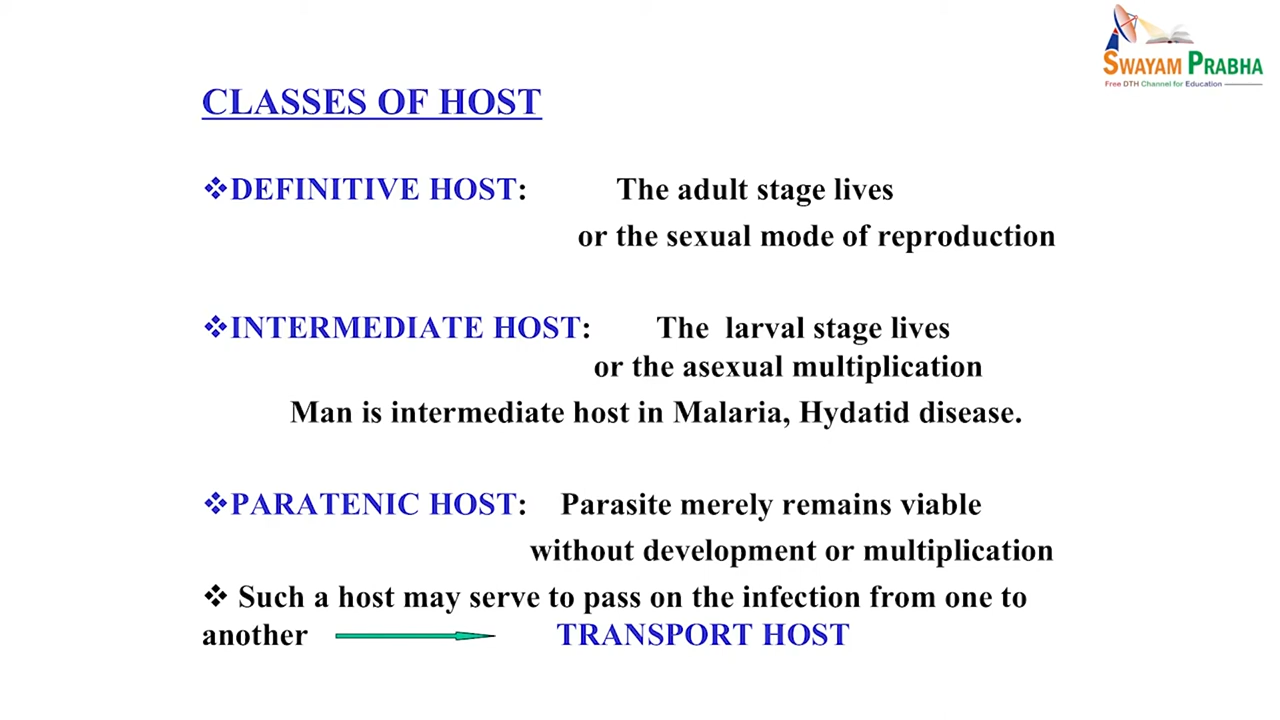 SWAYAM PRABHA
Free DTH Channel for Education
CLASSES OF HOST
❖DEFINITIVE HOST: The adult stage lives
or the sexual mode of reproduction
❖INTERMEDIATE HOST: The larval stage lives
or the asexual multiplication
Man is intermediate host in Malaria, Hydatid disease.
❖PARATENIC HOST: Parasite merely remains viable
without development or multiplication
❖ Such a host may serve to pass on the infection from one to
another TRANSPORT HOST